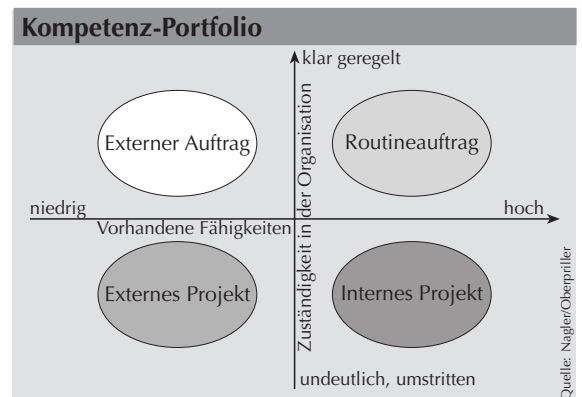 Kompetenz-Portfolio
klar geregelt
Externer Auftrag
Routineauftrag
Zuständigkeit in der Organisation
niedrig
hoch
Vorhandene Fähigkeiten
Externes Projekt
Internes Projekt
undeutlich, umstritten
Quelle: Nagler/Oberpriller